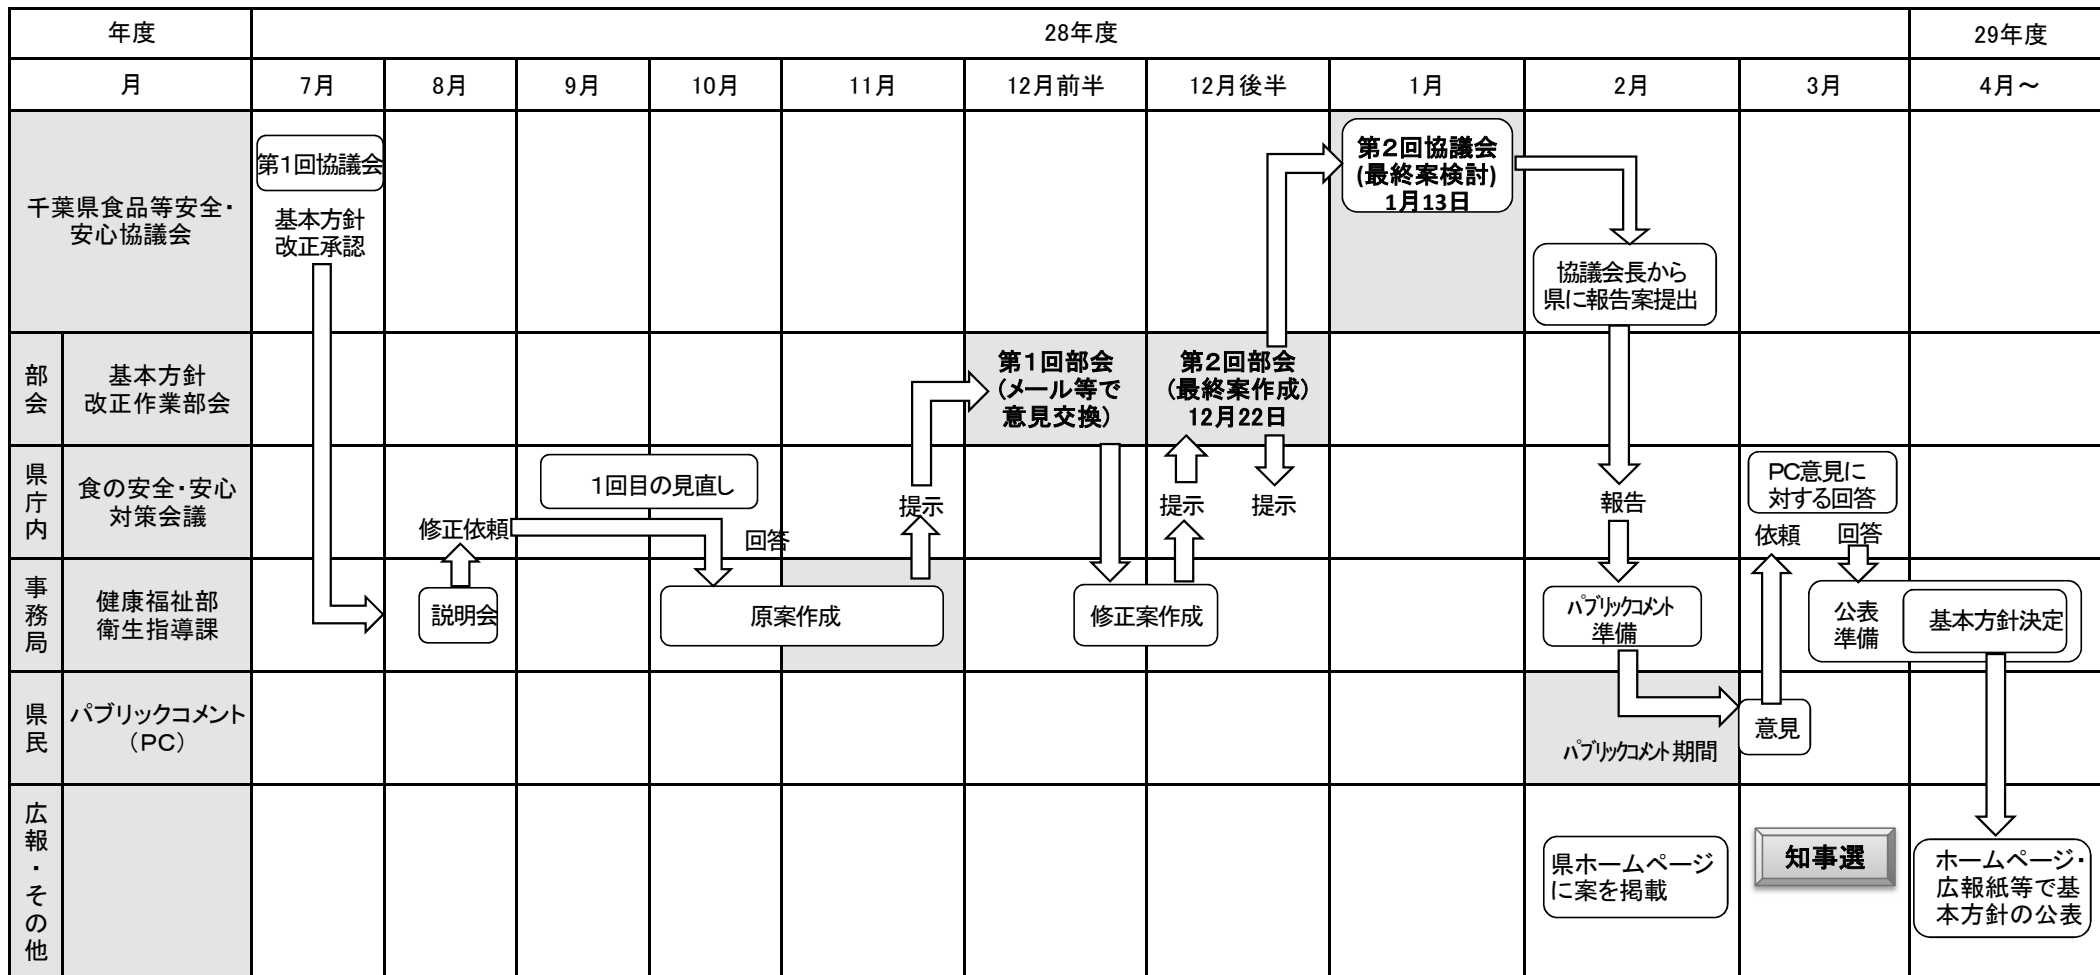 年度
28年度
29年度
月
7月
8月
9月
10月
11月
12月前半
12月後半
1月
2月
3月
4月～
千葉県食品等安全・
安心協議会
第1回協議会
基本方針
改正承認
第２回協議会
(最終案検討)
1月13日
協議会長から
県に報告案提出
部会
基本方針
改正作業部会
第１回部会
（メール等で
意見交換）
第２回部会
（最終案作成）
12月22日
県庁内
食の安全・安心
対策会議
修正依頼
1回目の見直し
回答
提示
提示
提示
報告
PC意見に
対する回答
依頼
回答
事務局
健康福祉部
衛生指導課
説明会
原案作成
修正案作成
パブリックコメント
準備
公表
準備
基本方針決定
県民
パブリックコメント
（PC）
パブリックコメント期間
意見
広報・その他
県ホームページ
に案を掲載
知事選
ホームページ・
広報紙等で基
本方針の公表